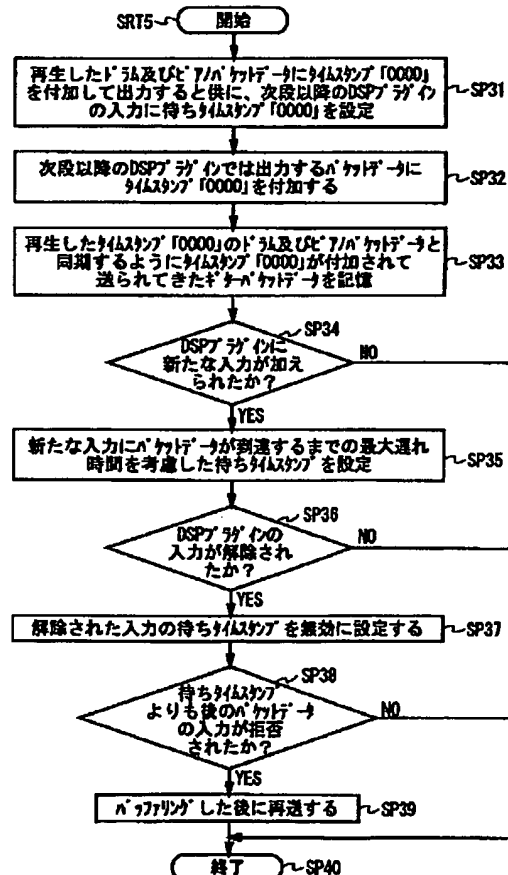 SRT5
開始
再生したドラム及びピアノパケットデータにタイムスタンプ「0000」
を付加して出力すると供に、次段以降のDSPプラグイン
の入力に待ちタイムスタンプ「0000」を設定
SP31
次段以降のDSPプラグインでは出力するパケットデータに
タイムスタンプ「0000」を付加する
SP32
再生したタイムスタンプ「0000」のドラム及びピアノパケットデータと
同期するようにタイムスタンプ「0000」が付加されて
送られてきたギターパケットデータを記憶
SP33
SP34
DSPプラグインに
新たな入力が加え
られたか?
NO
YES
新たな入力にパケットデータが到達するまでの最大遅れ
時間を考慮した待ちタイムスタンプを設定
SP35
SP36
DSPプラグインの
入力が解除され
たか?
NO
YES
解除された入力の待ちタイムスタンプを無効に設定する
SP37
SP38
待ちタイムスタンプ
よりも後のパケットデータ
の入力が拒否
されたか?
NO
YES
バッファリングした後に再送する
SP39
終了
SP40